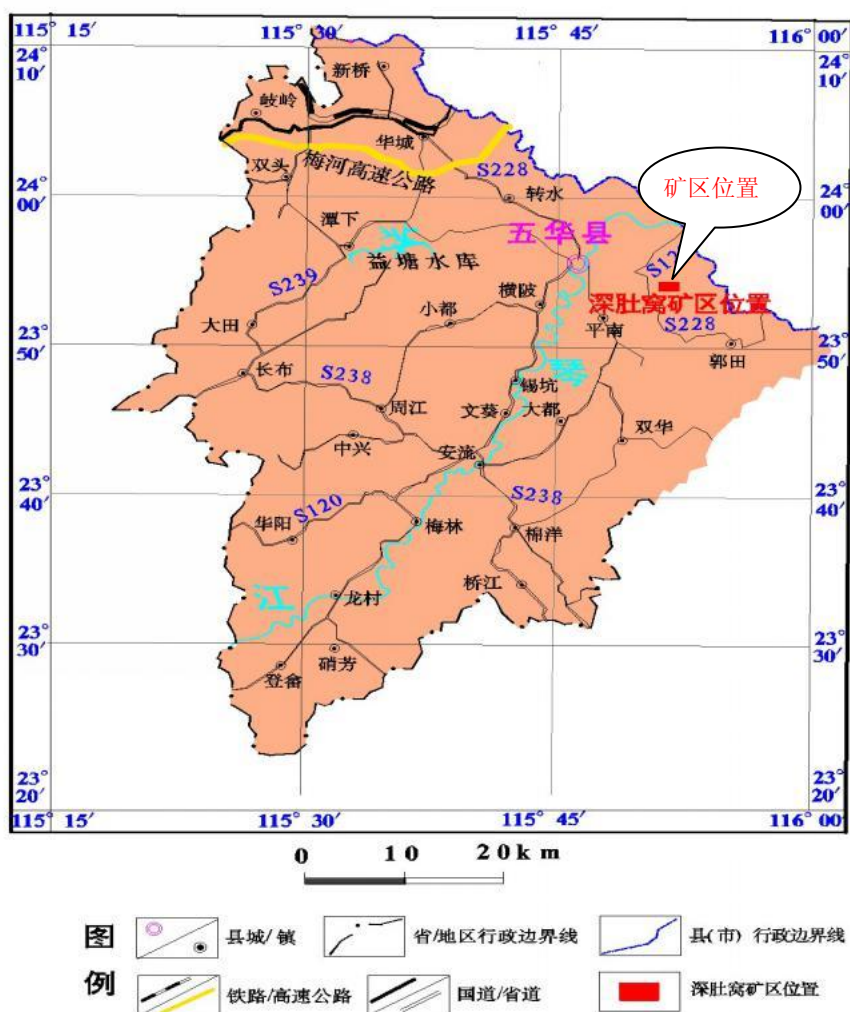 115° 15′
115° 30′
115° 45′
116° 00′
24°
10′
24°
10′
新桥
岐岭
华城
双头
梅河高速公路
S228
转水
矿区位置
24°
00′
24°
00′
潭下
五华县
水
益塘水库
S239
横陂
小都
S12
深肚窝矿区位置
大田
平南
S228
郭田
23°
50′
23°
50′
长布
S238
锡坑
琴
周江
文葵
大都
双华
中兴
安流
23°
40′
23°
40′
S120
S238
华阳
梅林
棉洋
桥江
江
龙村
23°
30′
23°
30′
硝芳
登畲
23°
20′
23°
20′
115° 15′
115° 30′
115° 45′
116° 00′
0 10 20km
图
例
县城/镇
省/地区行政边界线
县(市) 行政边界线
铁路/高速公路
国道/省道
深肚窝矿区位置